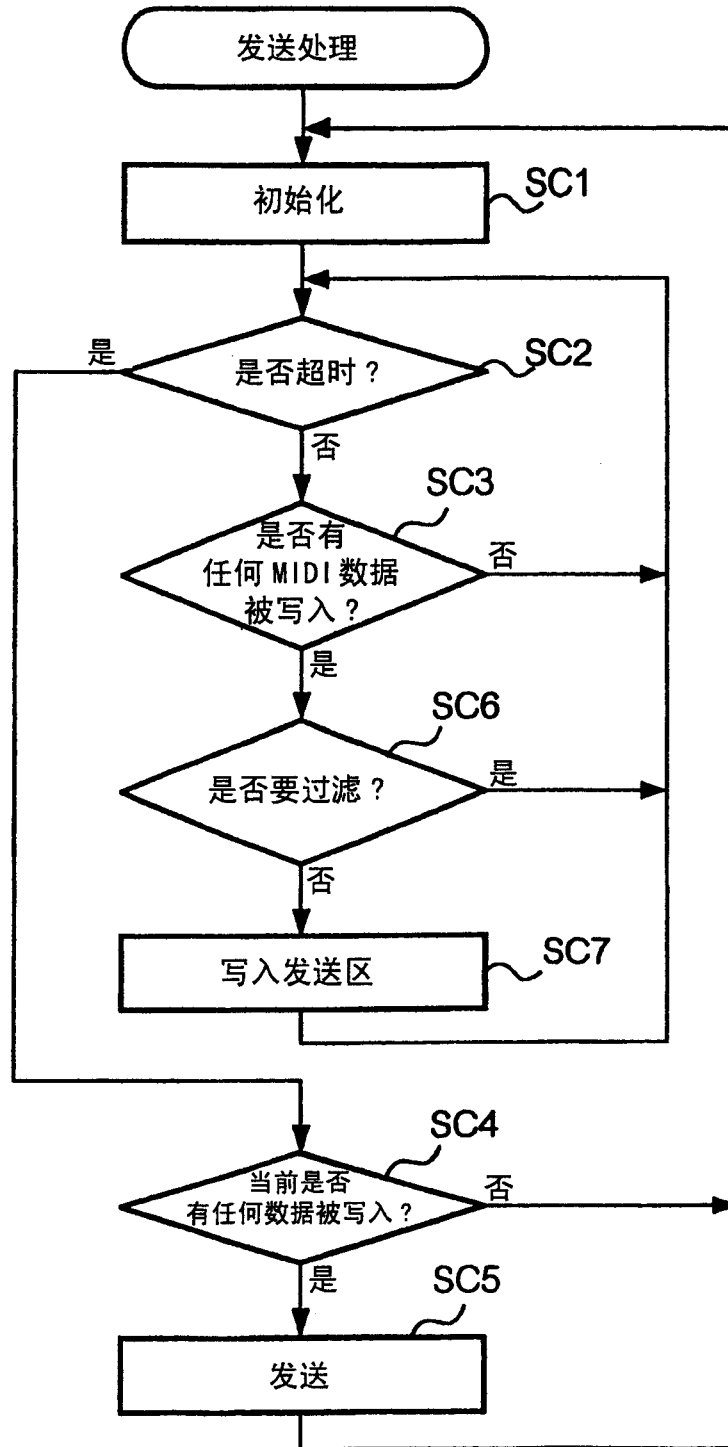 发送处理
初始化
SC1
是
是否超时？
SC2
否
SC3
是否有
任何MIDI数据
被写入？
否
是
SC6
是否要过滤？
是
否
写入发送区
SC7
SC4
当前是否
有任何数据被写入？
否
是
SC5
发送